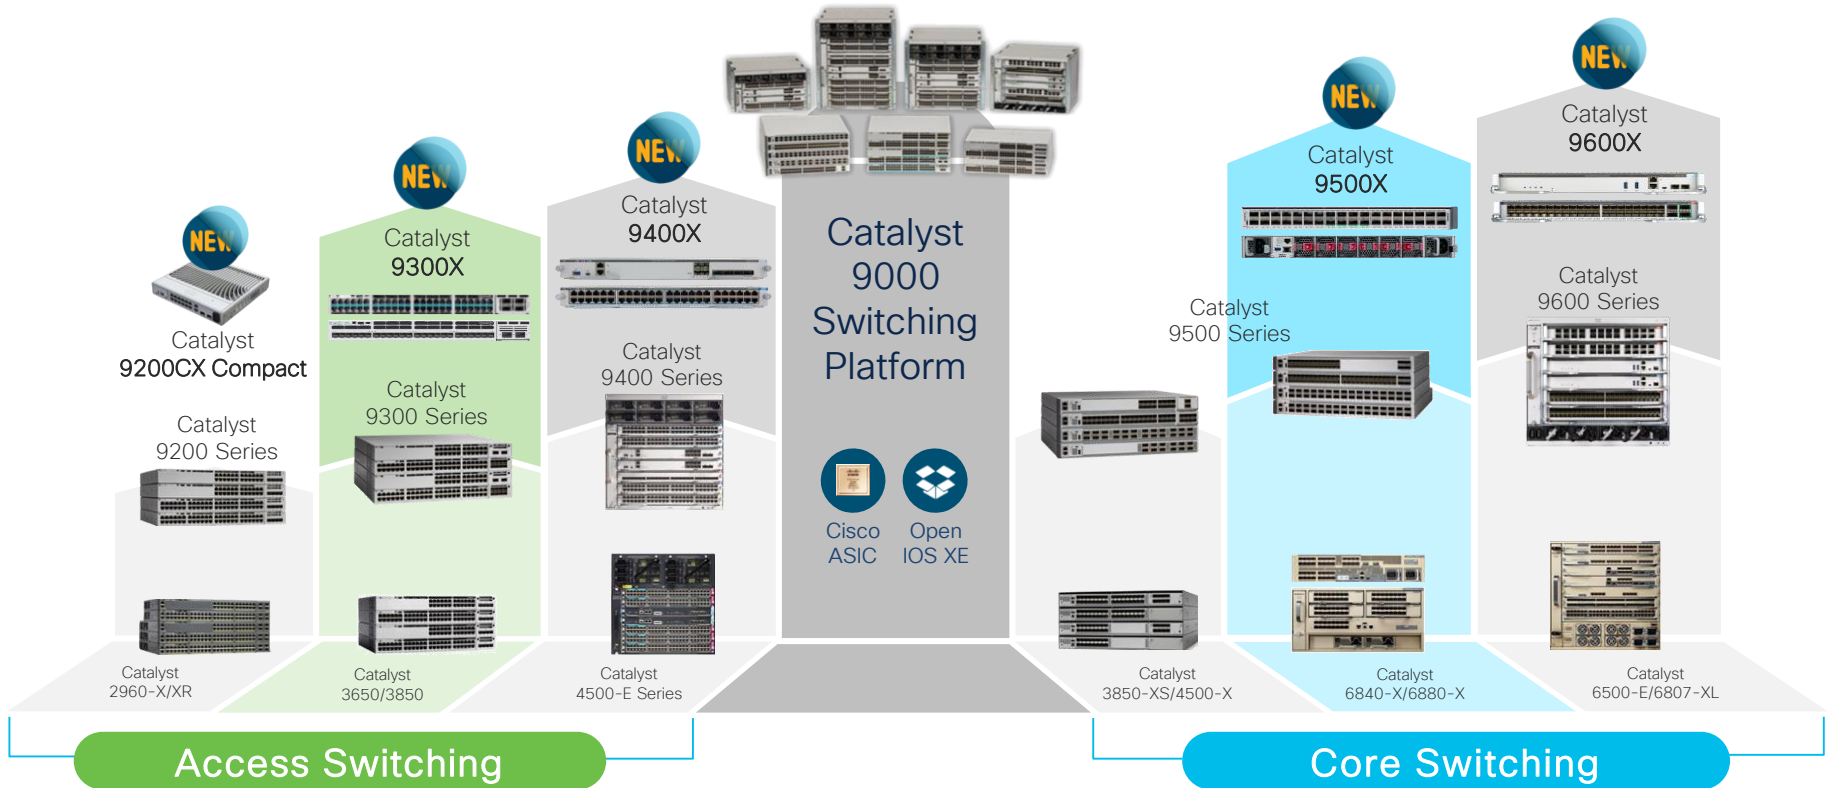 NEW
Catalyst
9200CX Compact
Catalyst
9200 Series
Catalyst
2960-X/XR
NEW
Catalyst
9300X
Catalyst
9300 Series
Catalyst
3650/3850
NEW
Catalyst
9400X
Catalyst
9400 Series
Catalyst
4500-E Series
Catalyst
9000
Switching
Platform
Cisco
ASIC
Open
IOS XE
Catalyst
9500 Series
Catalyst
3850-XS/4500-X
NEW
Catalyst
9500X
Catalyst
6840-X/6880-X
NEW
Catalyst
9600X
Catalyst
9600 Series
Catalyst
6500-E/6807-XL
Access Switching
Core Switching